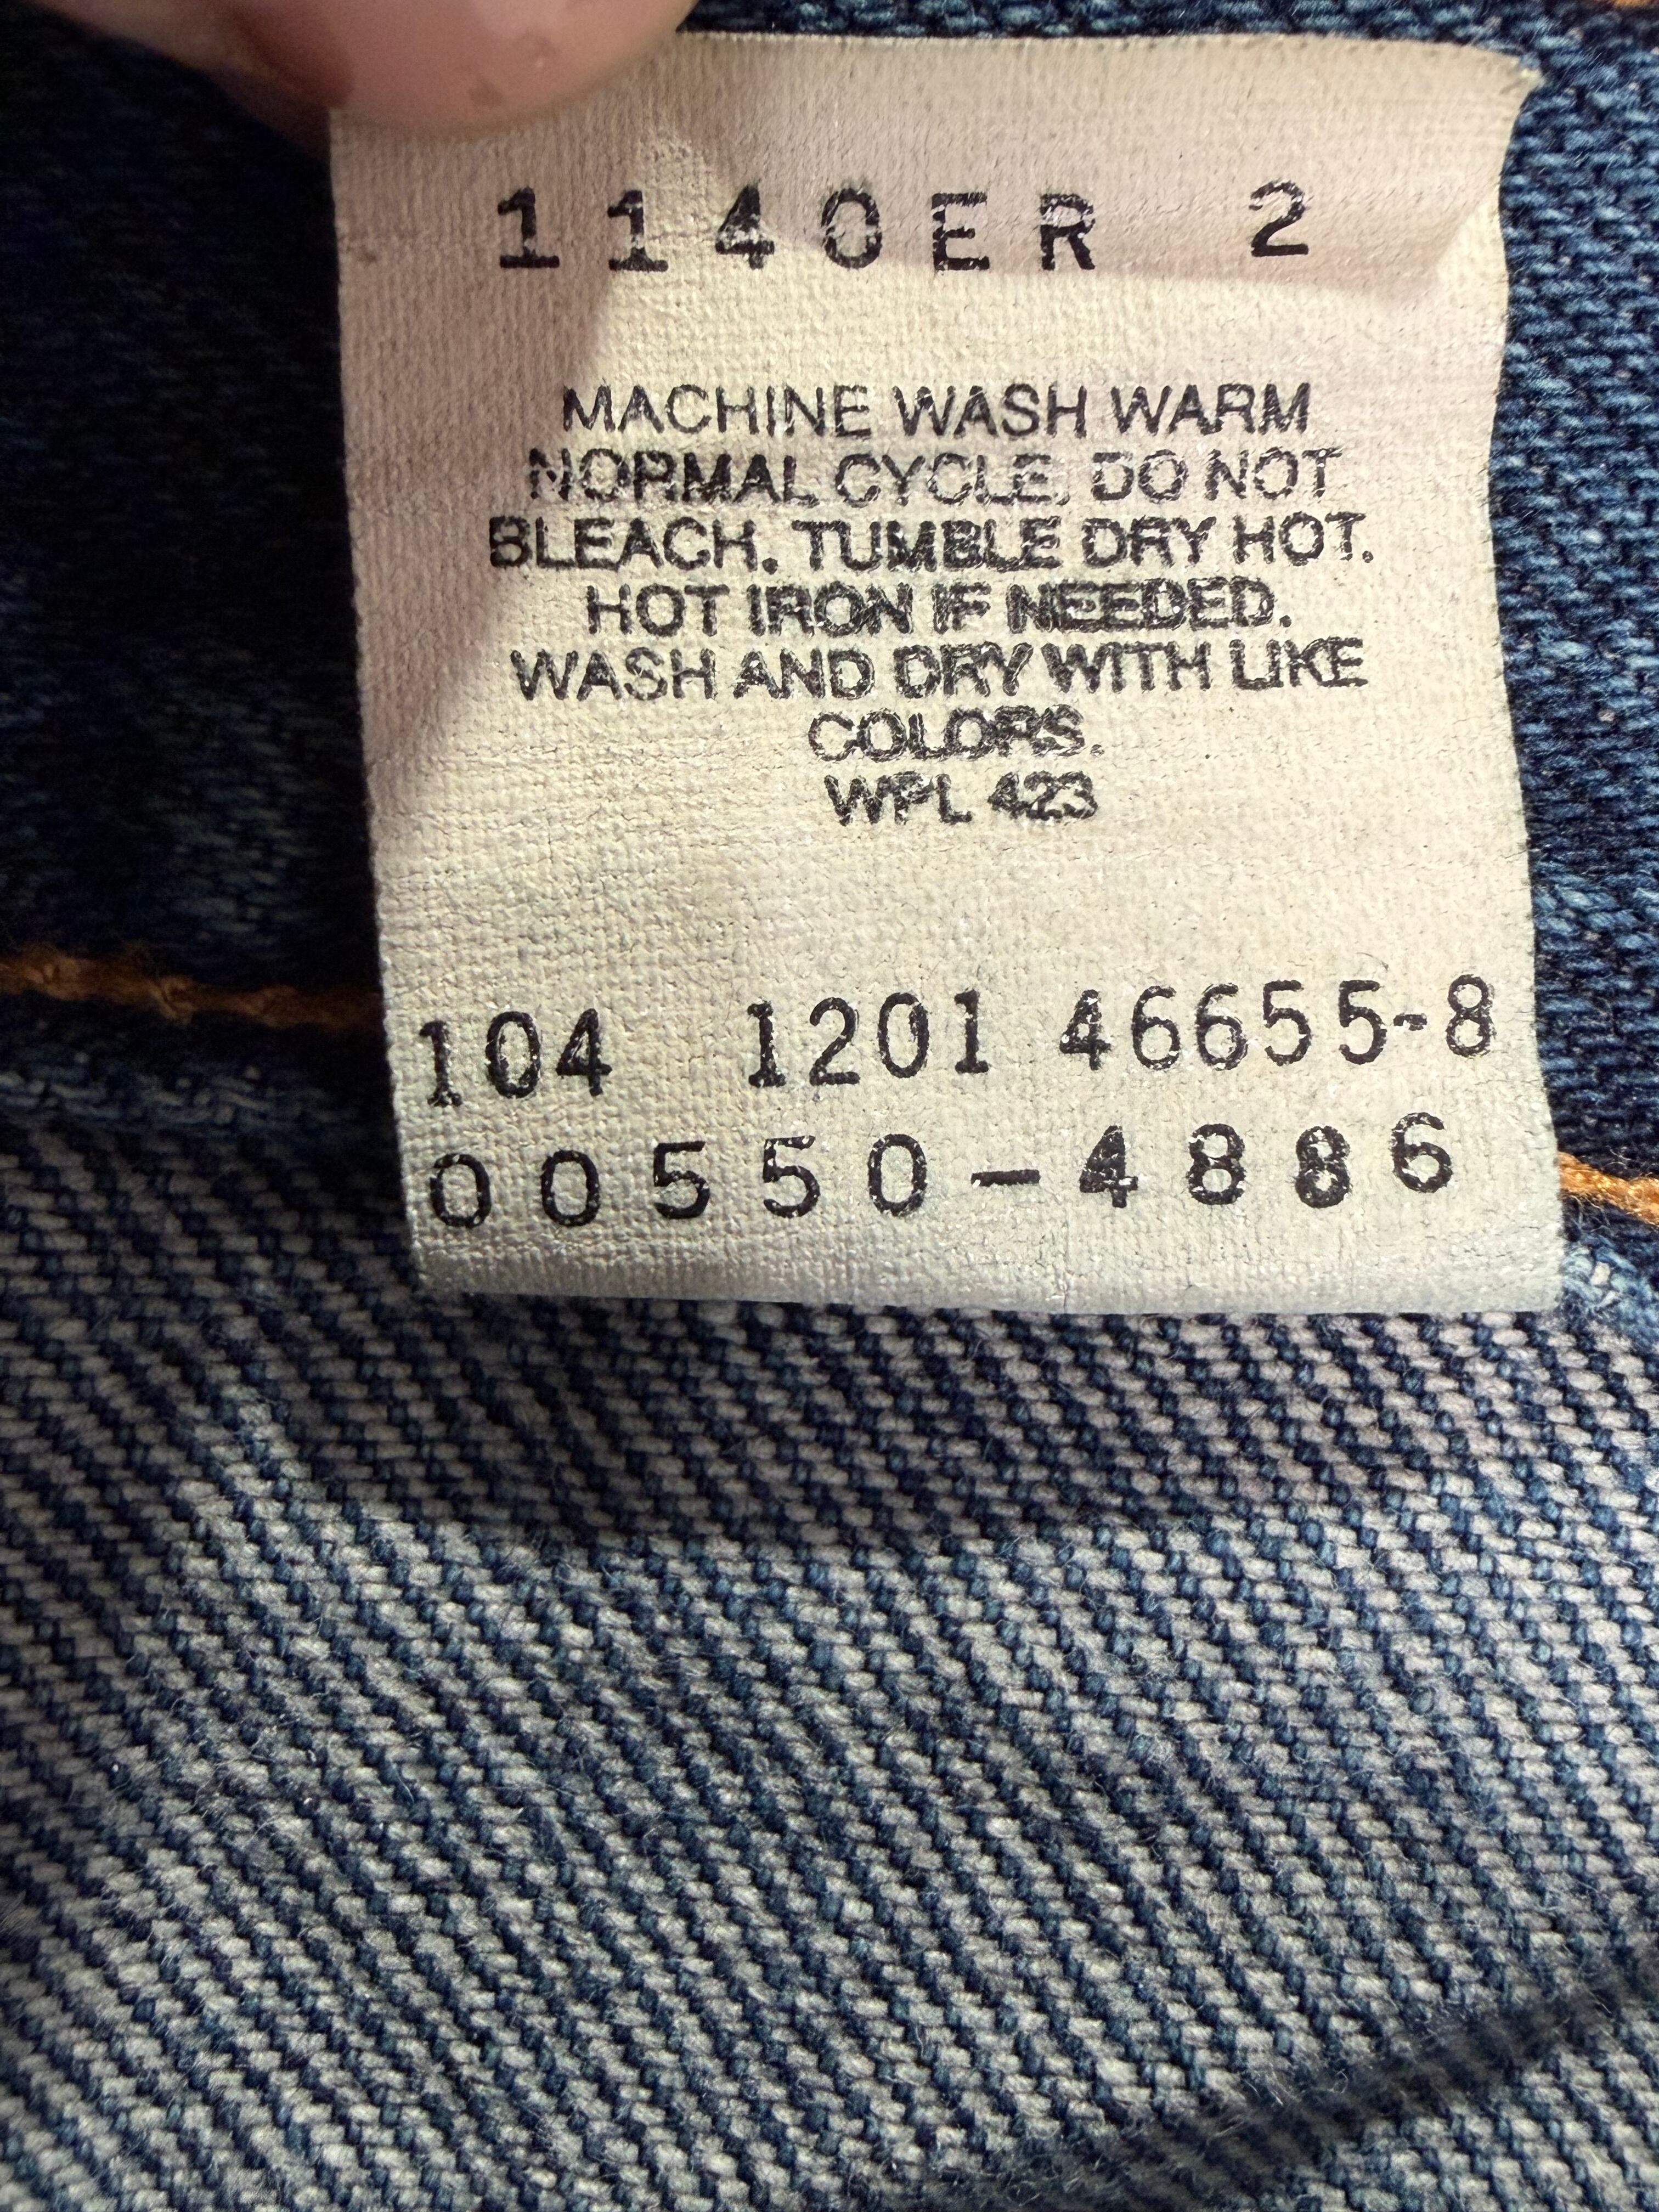 1140ER 2
MACHINE WASH WARM
NORMAL CYCLE, DO NOT
BLEACH. TUMBLE DRY HOT.
HOT IRON IF NEEDED.
WASH AND DRY WITH LIKE
COLORS.
WPL 423
104 1201 46655-8
00550-4886